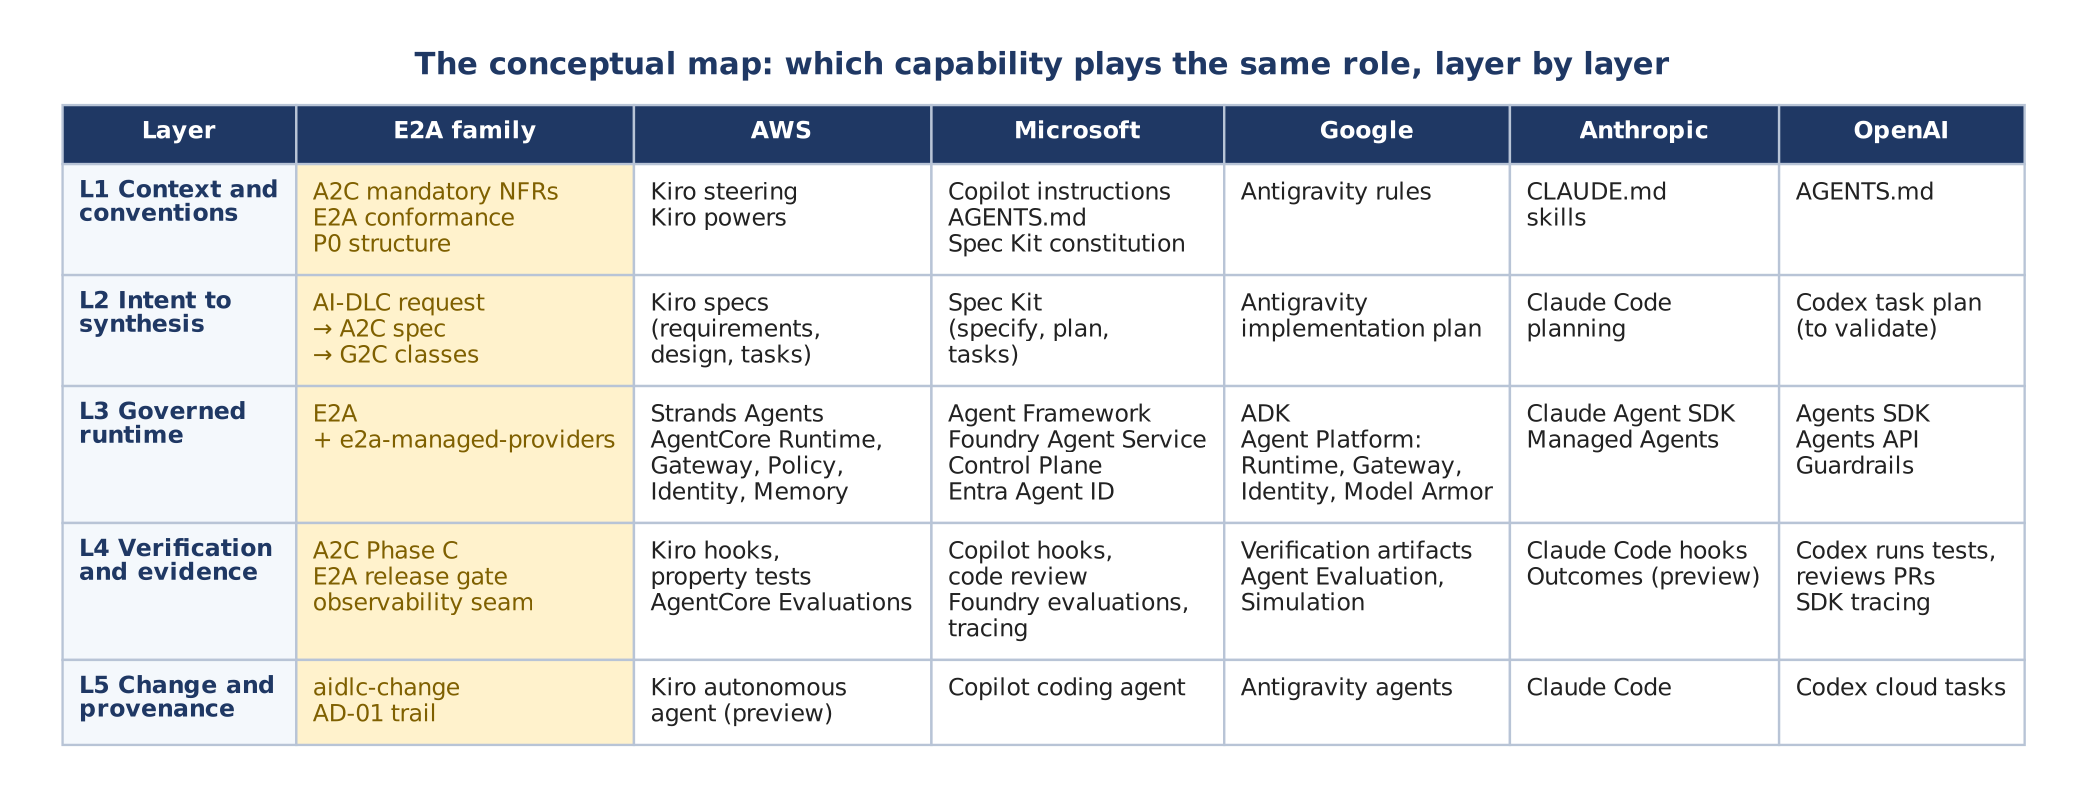 The conceptual map: which capability plays the same role, layer by layer
Layer
E2A family
AWS
Microsoft
Google
Anthropic
OpenAI
L1 Context and
conventions
A2C mandatory NFRs
E2A conformance
P0 structure
Kiro steering
Kiro powers
Copilot instructions
AGENTS.md
Spec Kit constitution
Antigravity rules
CLAUDE.md
skills
AGENTS.md
L2 Intent to
synthesis
AI-DLC request
→ A2C spec
→ G2C classes
Kiro specs
(requirements,
design, tasks)
Spec Kit
(specify, plan,
tasks)
Antigravity
implementation plan
Claude Code
planning
Codex task plan
(to validate)
L3 Governed
runtime
E2A
+ e2a-managed-providers
Strands Agents
AgentCore Runtime,
Gateway, Policy,
Identity, Memory
Agent Framework
Foundry Agent Service
Control Plane
Entra Agent ID
ADK
Agent Platform:
Runtime, Gateway,
Identity, Model Armor
Claude Agent SDK
Managed Agents
Agents SDK
Agents API
Guardrails
L4 Verification
and evidence
A2C Phase C
E2A release gate
observability seam
Kiro hooks,
property tests
AgentCore Evaluations
Copilot hooks,
code review
Foundry evaluations,
tracing
Verification artifacts
Agent Evaluation,
Simulation
Claude Code hooks
Outcomes (preview)
Codex runs tests,
reviews PRs
SDK tracing
L5 Change and
provenance
aidlc-change
AD-01 trail
Kiro autonomous
agent (preview)
Copilot coding agent
Antigravity agents
Claude Code
Codex cloud tasks